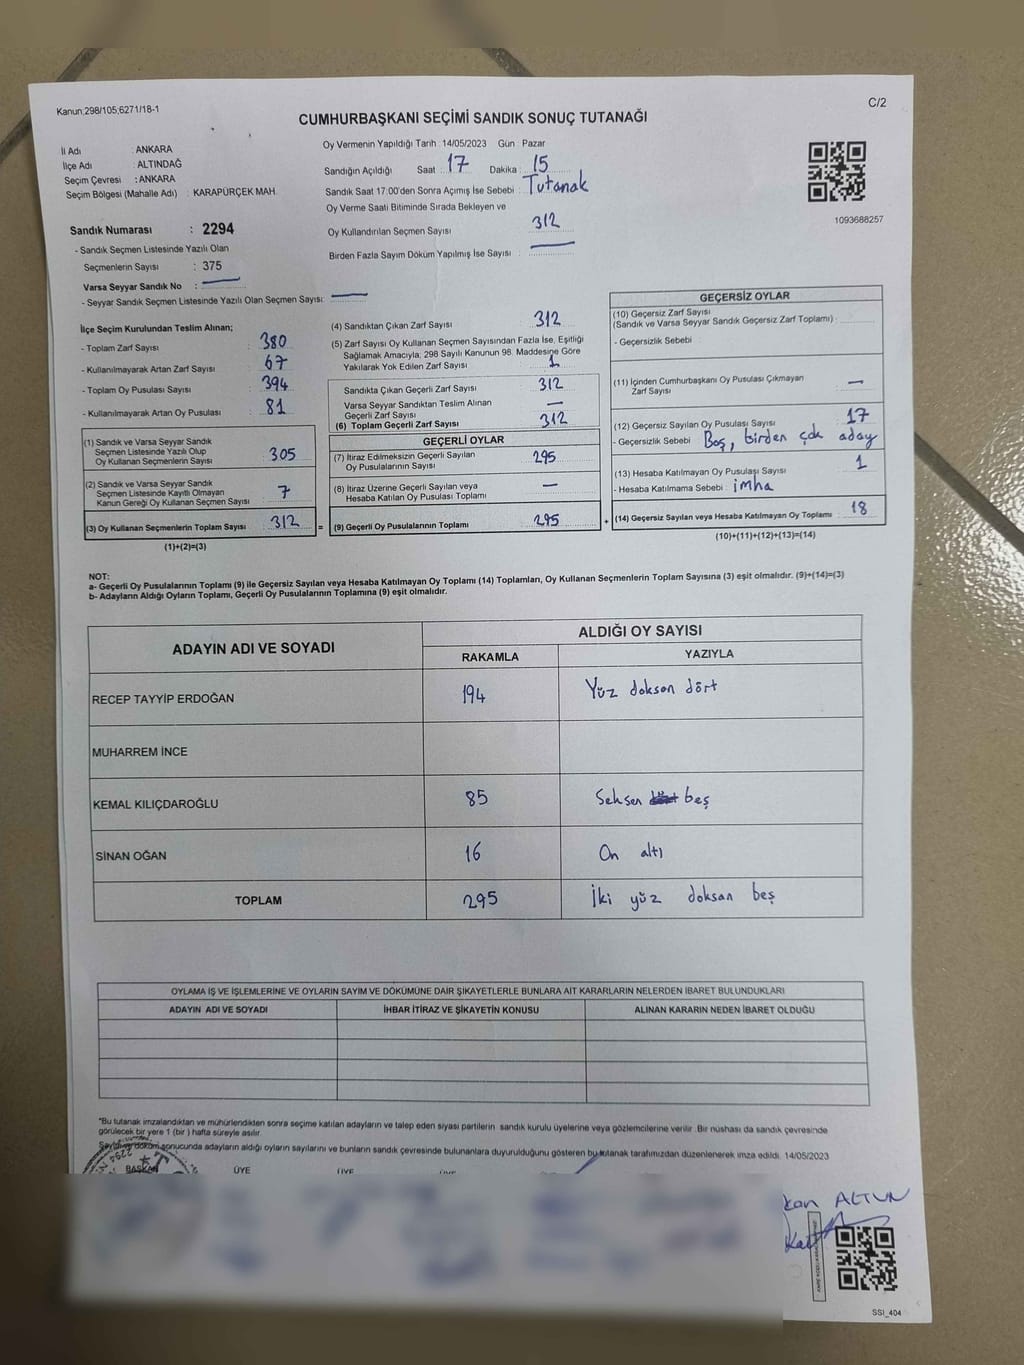 Kanun;298/105;6271/18-1
C/2
CUMHURBAŞKANI SEÇİMİ SANDIK SONUÇ TUTANAĞI
İl Adı : ANKARA
İlçe Adı : ALTINDAĞ
Seçim Çevresi : ANKARA
Seçim Bölgesi (Mahalle Adı) : KARAPÜRÇEK MAH.
Oy Vermenin Yapıldığı Tarih 14/05/2023 Gün : Pazar
Sandığın Açıldığı Saat : 17 Dakika : 15
Sandık Saat 17:00'den Sonra Açımış İse Sebebi : Tutanak
Oy Verme Saati Bitiminde Sırada Bekleyen ve
Oy Kullandırılan Seçmen Sayısı 312
Birden Fazla Sayım Döküm Yapılmış İse Sayısı : —
1093688257
Sandık Numarası : 2294
- Sandık Seçmen Listesinde Yazılı Olan
Seçmenlerin Sayısı : 375
Varsa Seyyar Sandık No : —
- Seyyar Sandık Seçmen Listesinde Yazılı Olan Seçmen Sayısı: —
İlçe Seçim Kurulundan Teslim Alınan;
- Toplam Zarf Sayısı : 380
- Kullanılmayarak Artan Zarf Sayısı : 67
- Toplam Oy Pusulası Sayısı : 394
- Kullanılmayarak Artan Oy Pusulası : 81
(1) Sandık ve Varsa Seyyar Sandık
Seçmen Listesinde Yazılı Olup
Oy Kullanan Seçmenlerin Sayısı : 305
(2) Sandık ve Varsa Seyyar Sandık
Seçmen Listesinde Kayıtlı Olmayan
Kanun Gereği Oy Kullanan Seçmen Sayısı : 7
(3) Oy Kullanan Seçmenlerin Toplam Sayısı : 312
(1)+(2)=(3)
(4) Sandıktan Çıkan Zarf Sayısı 312
(5) Zarf Sayısı Oy Kullanan Seçmen Sayısından Fazla İse, Eşitliği
Sağlamak Amacıyla, 298 Sayılı Kanunun 98. Maddesine Göre
Yakılarak Yok Edilen Zarf Sayısı 1
Sandıkta Çıkan Geçerli Zarf Sayısı 312
Varsa Seyyar Sandıktan Teslim Alınan
Geçerli Zarf Sayısı —
(6) Toplam Geçerli Zarf Sayısı 312
GEÇERLİ OYLAR
(7) İtiraz Edilmeksizin Geçerli Sayılan
Oy Pusulalarının Sayısı 295
(8) İtiraz Üzerine Geçerli Sayılan veya
Hesaba Katılan Oy Pusulası Toplamı —
= (9) Geçerli Oy Pusulalarının Toplamı 295
GEÇERSİZ OYLAR
(10) Geçersiz Zarf Sayısı
(Sandık ve Varsa Seyyar Sandık Geçersiz Zarf Toplamı) :
- Geçersizlik Sebebi
(11) İçinden Cumhurbaşkanı Oy Pusulası Çıkmayan
Zarf Sayısı —
(12) Geçersiz Sayılan Oy Pusulası Sayısı 17
- Geçersizlik Sebebi Boş, birden çok aday
(13) Hesaba Katılmayan Oy Pusulası Sayısı 1
- Hesaba Katılmama Sebebi : imha
+ (14) Geçersiz Sayılan veya Hesaba Katılmayan Oy Toplamı 18
(10)+(11)+(12)+(13)=(14)
NOT:
a- Geçerli Oy Pusulalarının Toplamı (9) ile Geçersiz Sayılan veya Hesaba Katılmayan Oy Toplamı (14) Toplamları, Oy Kullanan Seçmenlerin Toplam Sayısına (3) eşit olmalıdır. (9)+(14)=(3)
b- Adayların Aldığı Oyların Toplamı, Geçerli Oy Pusulalarının Toplamına (9) eşit olmalıdır.
ADAYIN ADI VE SOYADI
ALDIĞI OY SAYISI
RAKAMLA YAZIYLA
RECEP TAYYİP ERDOĞAN 194 Yüz doksan dört
MUHARREM İNCE
KEMAL KILIÇDAROĞLU 85 Seksen beş
SİNAN OĞAN 16 On altı
TOPLAM 295 İki yüz doksan beş
OYLAMA İŞ VE İŞLEMLERİNE VE OYLARIN SAYIM VE DÖKÜMÜNE DAİR ŞİKAYETLERLE BUNLARA AİT KARARLARIN NELERDEN İBARET BULUNDUKLARI
ADAYIN ADI VE SOYADI İHBAR İTİRAZ VE ŞİKAYETİN KONUSU ALINAN KARARIN NEDEN İBARET OLDUĞU
*Bu tutanak imzalandıktan ve mühürlendikten sonra seçime katılan adayların ve talep eden siyasi partilerin sandık kurulu üyelerine veya gözlemcilerine verilir. Bir nüshası da sandık çevresinde
görülecek bir yere 1 (bir ) hafta süreyle asılır.
Sayım ve döküm sonucunda adayların aldığı oyların sayılarını ve bunların sandık çevresinde bulunanlara duyurulduğunu gösteren bu tutanak tarafımızdan düzenlenerek imza edildi. 14/05/2023
2294
BAŞKAN ÜYE ÜYE ÜYE
kan ALTUN
SSI_404